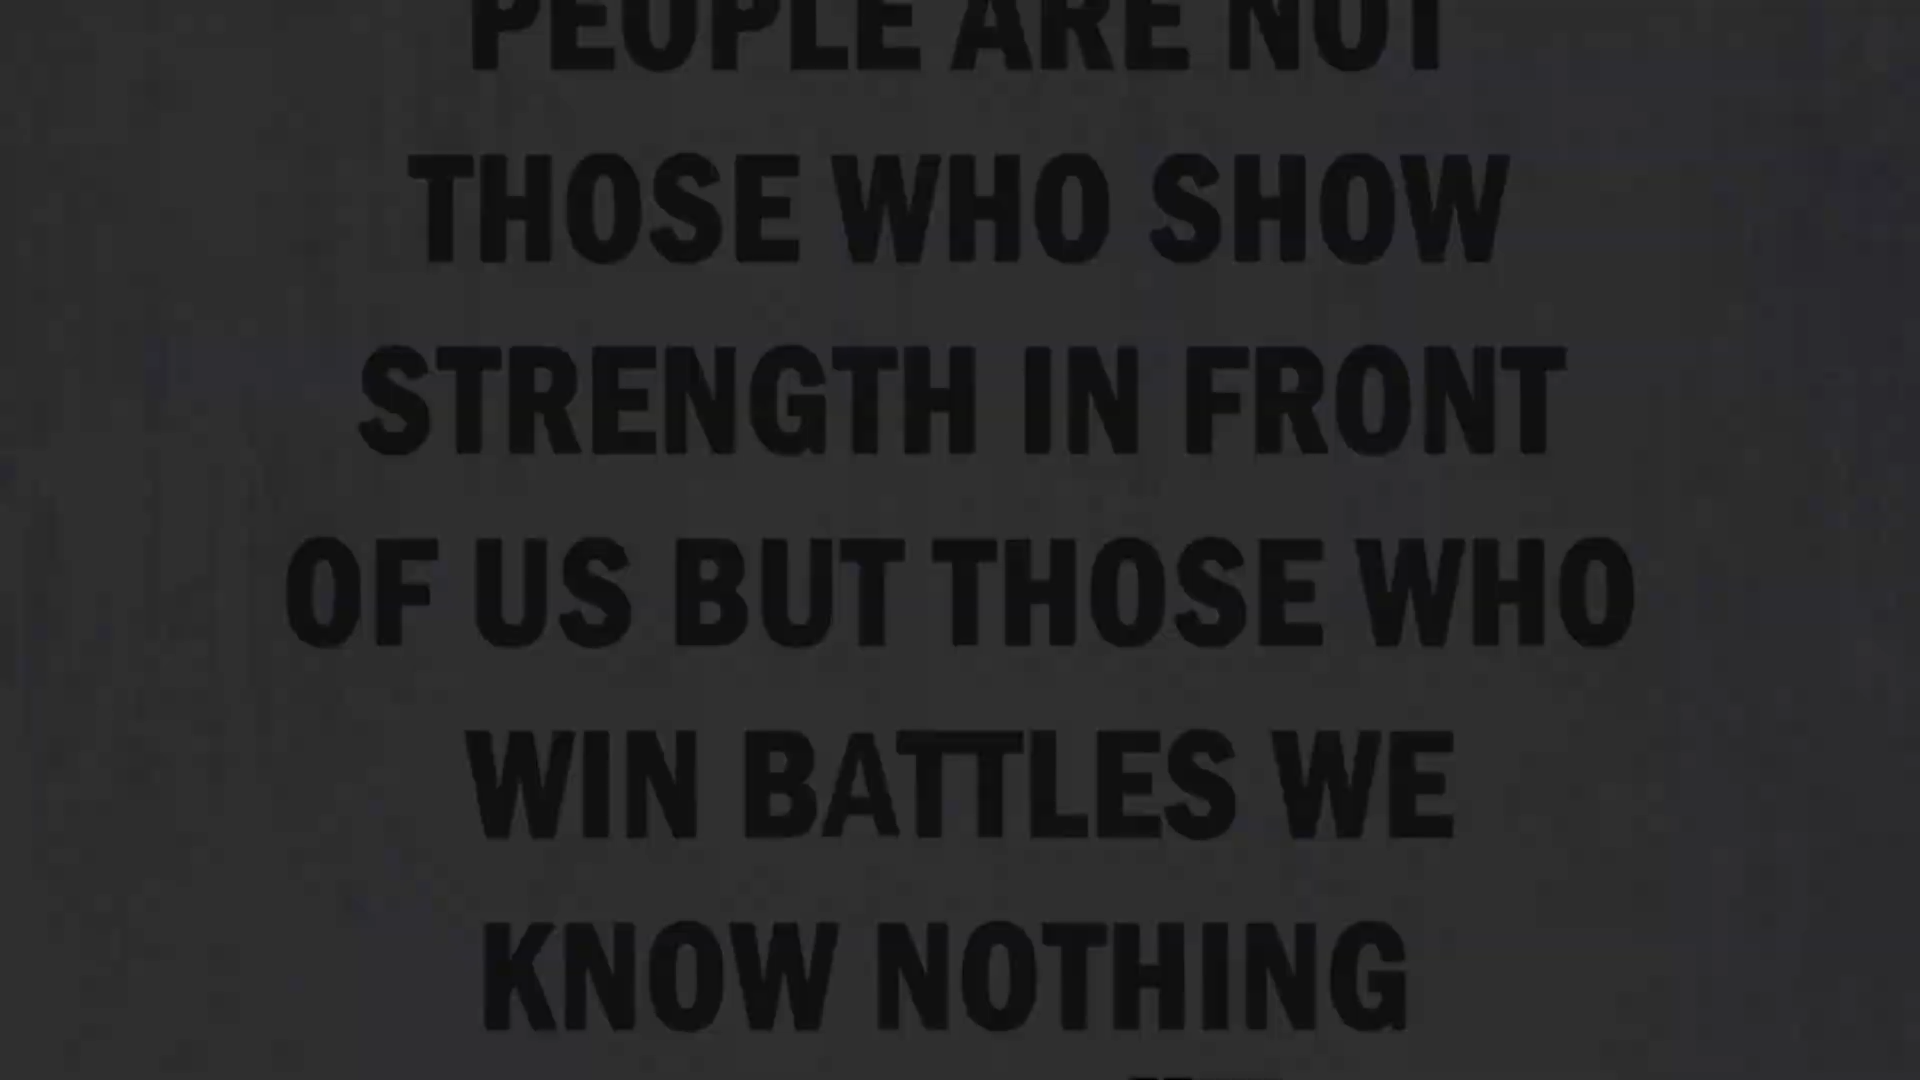 PEOPLE ARE NOT
THOSE WHO SHOW
STRENGTH IN FRONT
OF US BUT THOSE WHO
WIN BATTLES WE
KNOW NOTHING